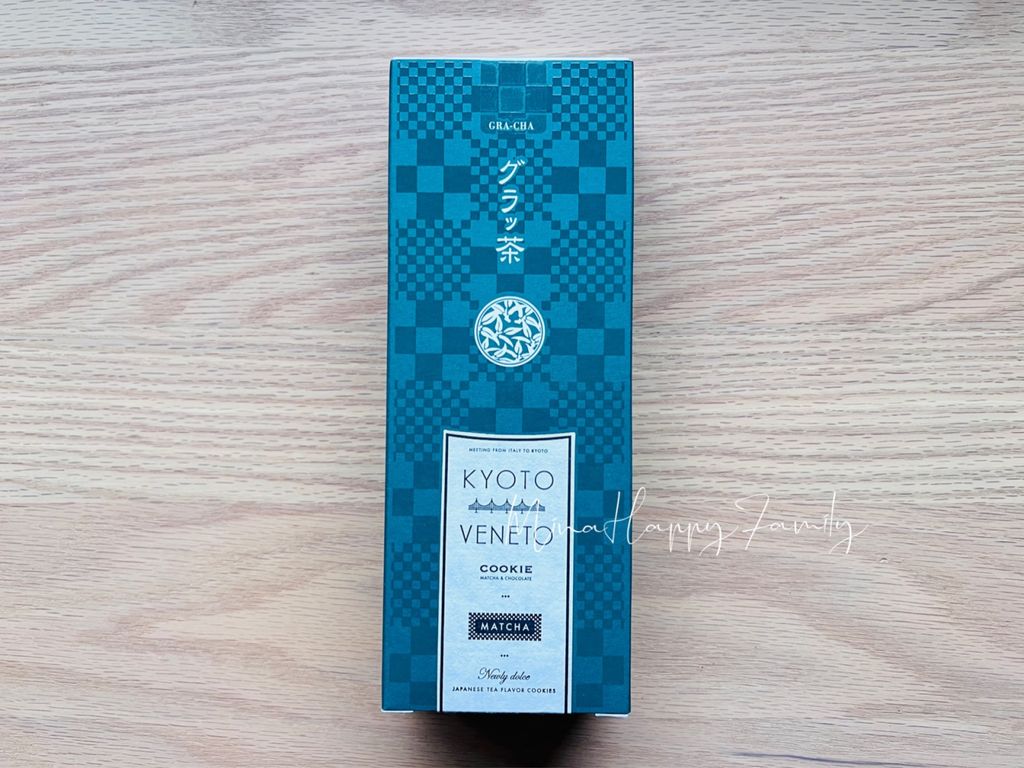 GRA-CHA
グラッ茶
MEETING FROM ITALY TO KYOTO
KYOTO
VENETO
COOKIE
MATCHA & CHOCOLATE
MATCHA
Newly dolce
JAPANESE TEA FLAVOR COOKIES
MinaHappyFamily